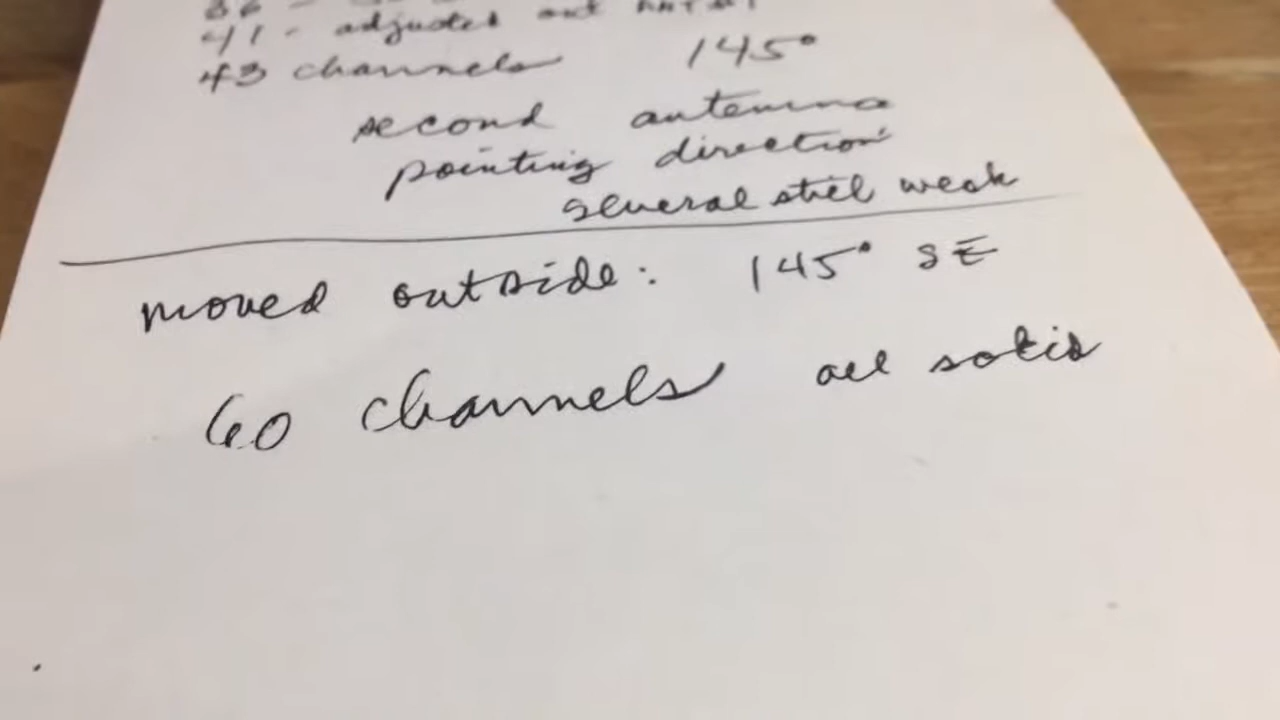 41 - adjusted out
43 channels 145°
second antenna
pointing direction
several still weak
moved outside: 145° SE
60 channels all solid